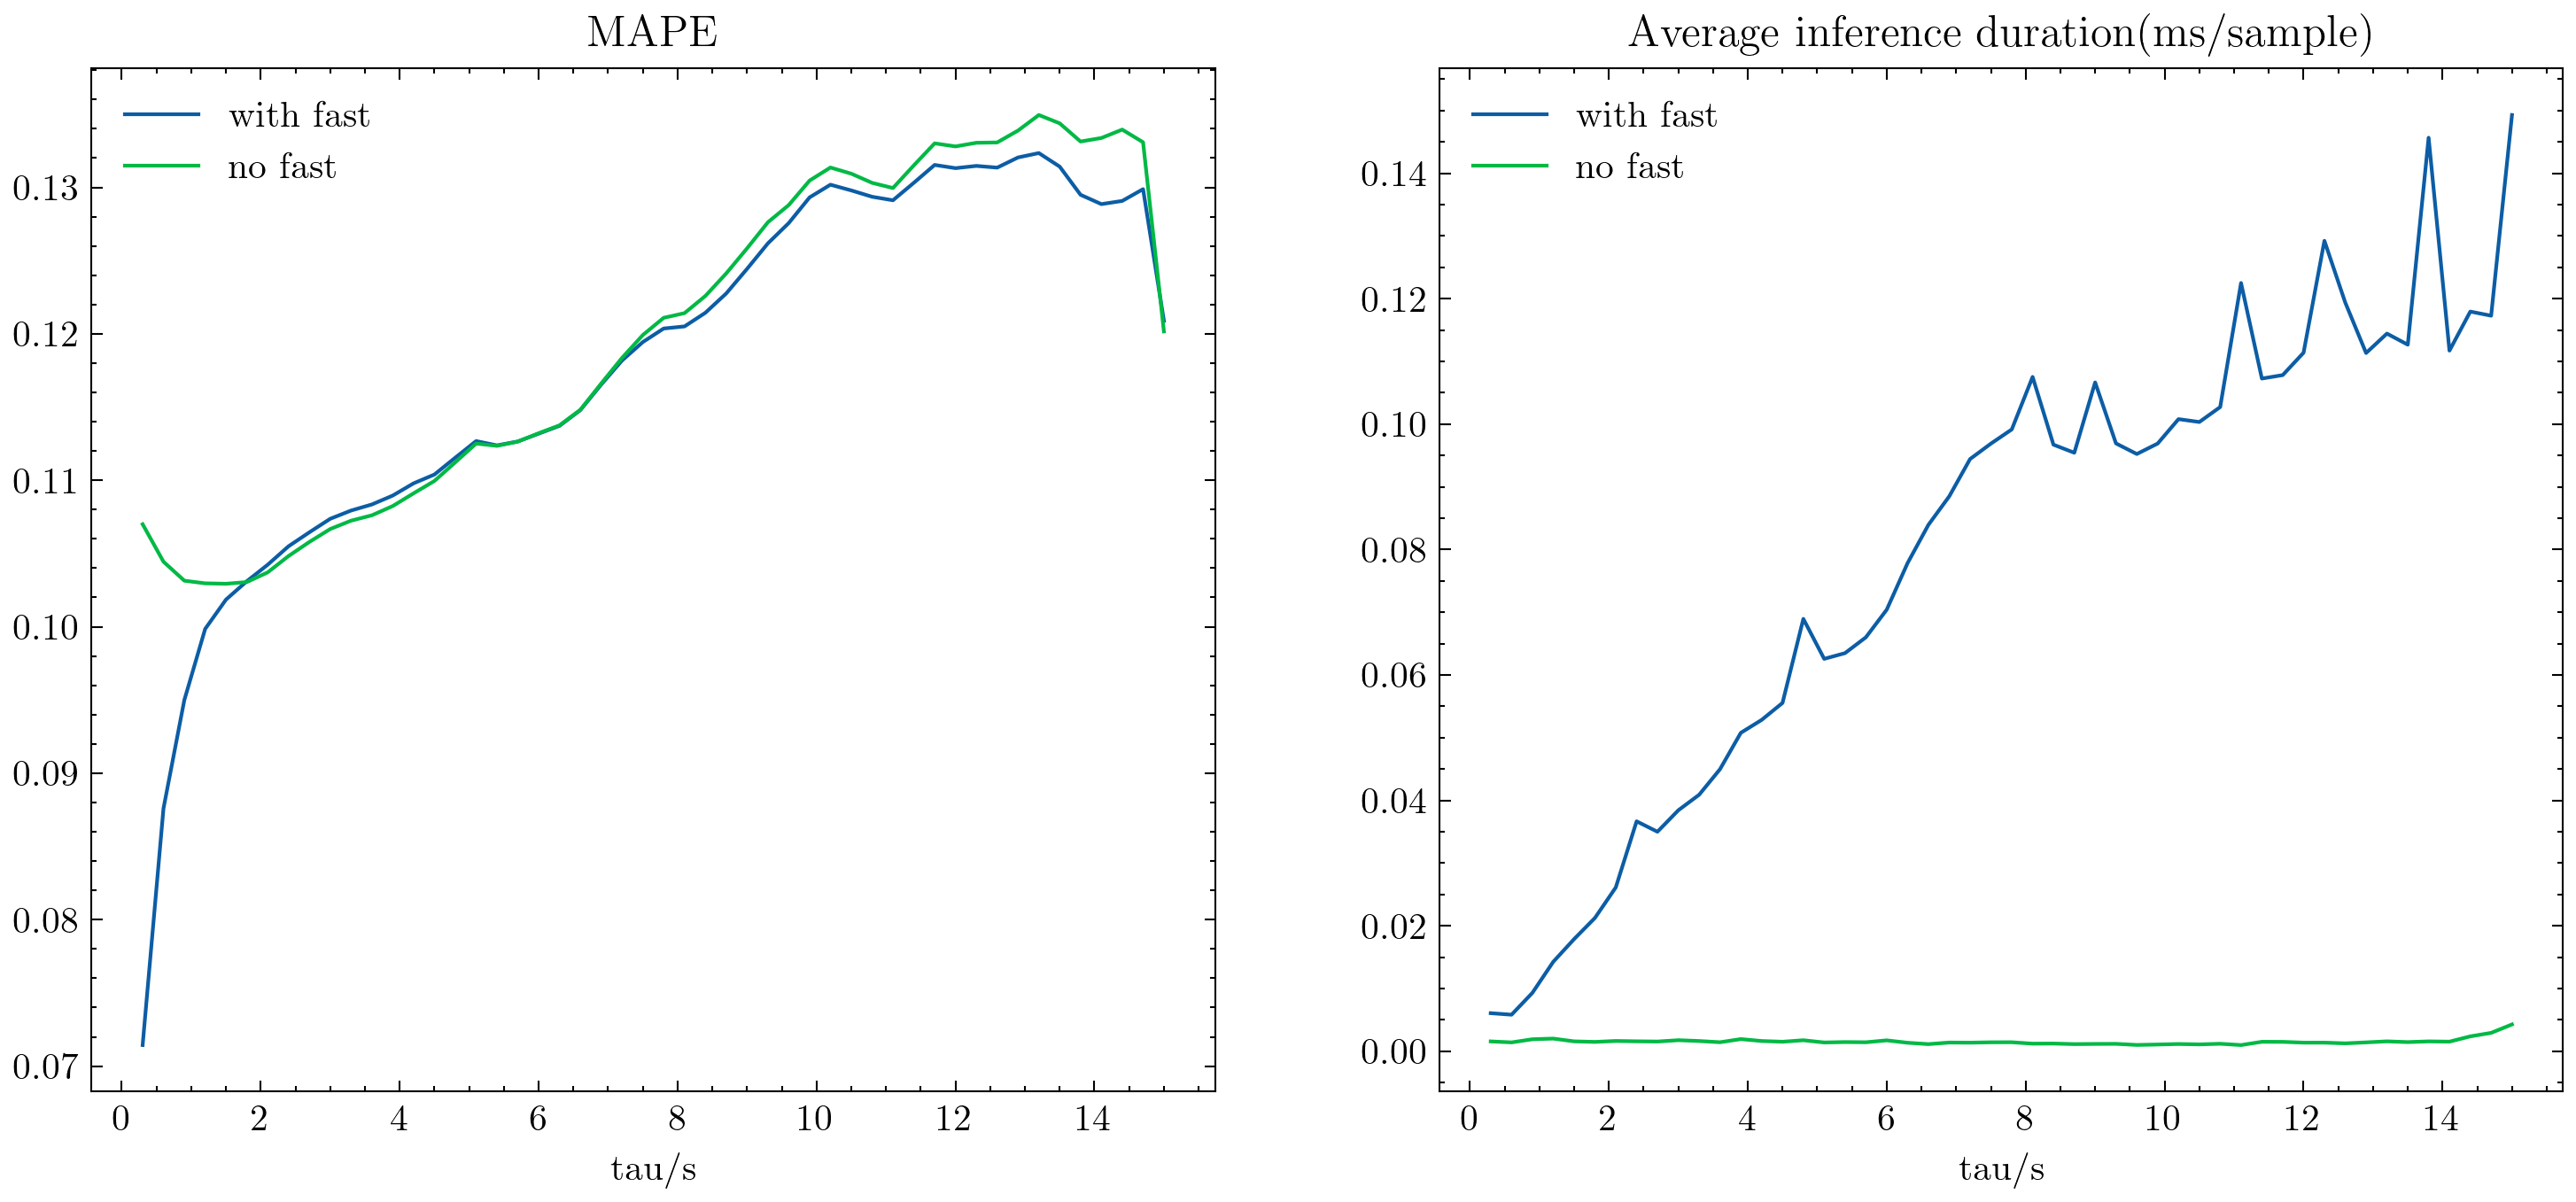 MAPE
with fast
no fast
0.13
0.12
0.11
0.10
0.09
0.08
0.07
0 2 4 6 8 10 12 14
tau/s
Average inference duration(ms/sample)
with fast
no fast
0.14
0.12
0.10
0.08
0.06
0.04
0.02
0.00
0 2 4 6 8 10 12 14
tau/s